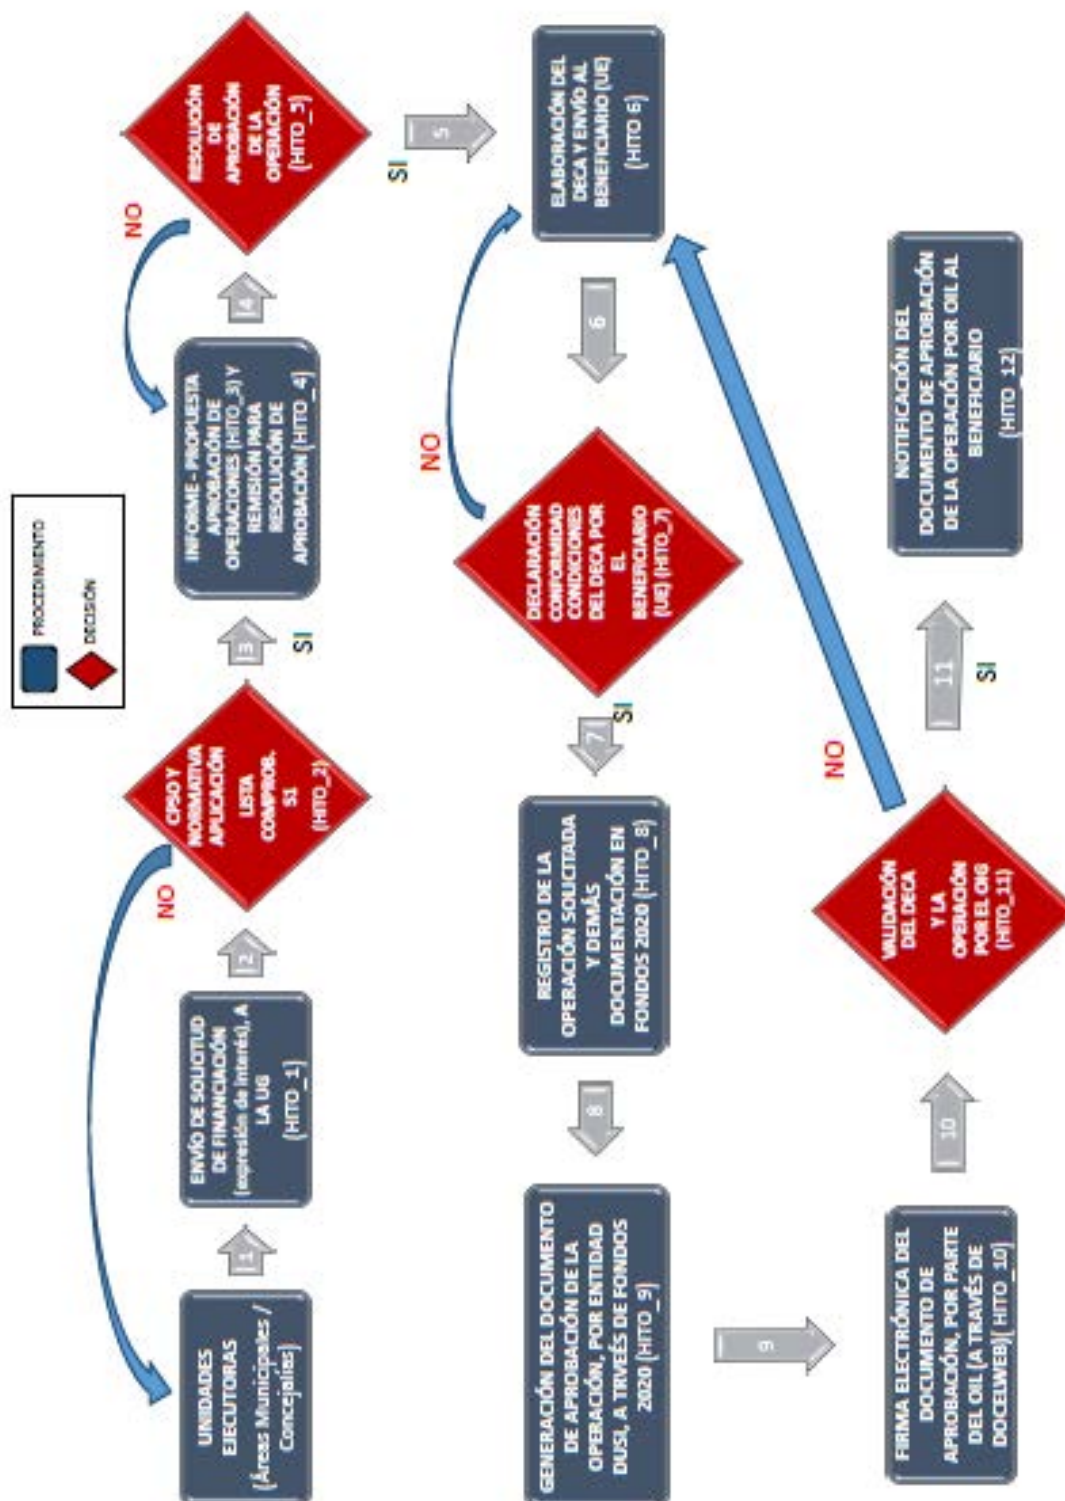 PROCEDIMIENTO
DECISIÓN
UNIDADES
EJECUTORAS
(Áreas Municipales /
Concejalías)
1
ENVÍO DE SOLICITUD
DE FINANCIACIÓN
(expresión de interés), A
LA UG
(HITO_1)
2
CPSO Y
NORMATIVA
APLICACIÓN
LISTA
COMPROB.
S1
(HITO_2)
NO
3
SI
INFORME - PROPUESTA
APROBACIÓN DE
OPERACIONES (HITO_3) Y
REMISIÓN PARA
RESOLUCIÓN DE
APROBACIÓN (HITO_4)
4
NO
RESOLUCIÓN
DE
APROBACIÓN
DE LA
OPERACIÓN
(HITO_5)
SI
5
ELABORACIÓN DEL
DECA Y ENVÍO AL
BENEFICIARIO (UE)
(HITO 6)
6
NO
DECLARACIÓN
CONFORMIDAD
CONDICIONES
DEL DECA POR
EL
BENEFICIARIO
(UE) (HITO_7)
7
SI
REGISTRO DE LA
OPERACIÓN SOLICITADA
Y DEMÁS
DOCUMENTACIÓN EN
FONDOS 2020 (HITO_8)
8
GENERACIÓN DEL DOCUMENTO
DE APROBACIÓN DE LA
OPERACIÓN, POR ENTIDAD
DUSI, A TRVEÉS DE FONDOS
2020 (HITO_9)
9
FIRMA ELECTRÓNICA DEL
DOCUMENTO DE
APROBACIÓN, POR PARTE
DEL OIL (A TRAVÉS DE
DOCELWEB)( HITO_10)
10
VALIDACIÓN
DEL DECA
Y LA
OPERACIÓN
POR EL OIG
(HITO_11)
NO
11
SI
NOTIFICACIÓN DEL
DOCUMENTO DE APROBACIÓN
DE LA OPERACIÓN POR OIL AL
BENEFICIARIO
(HITO_12)